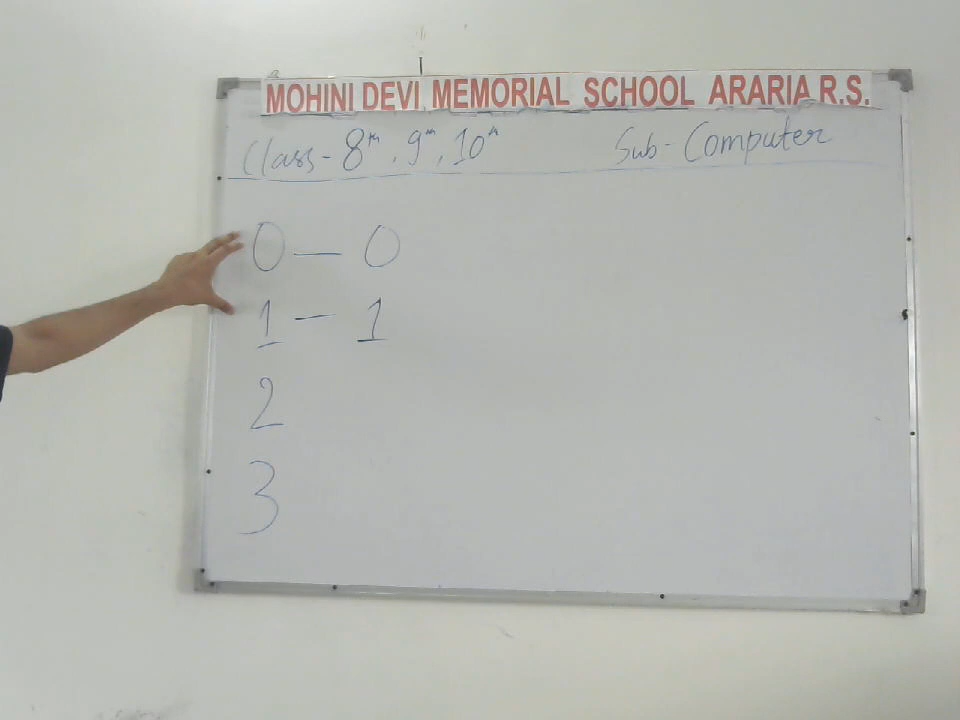 MOHINI DEVI MEMORIAL SCHOOL ARARIA R.S.
Class - 8th, 9th, 10th Sub - Computer
0 — 0
1 — 1
2
3